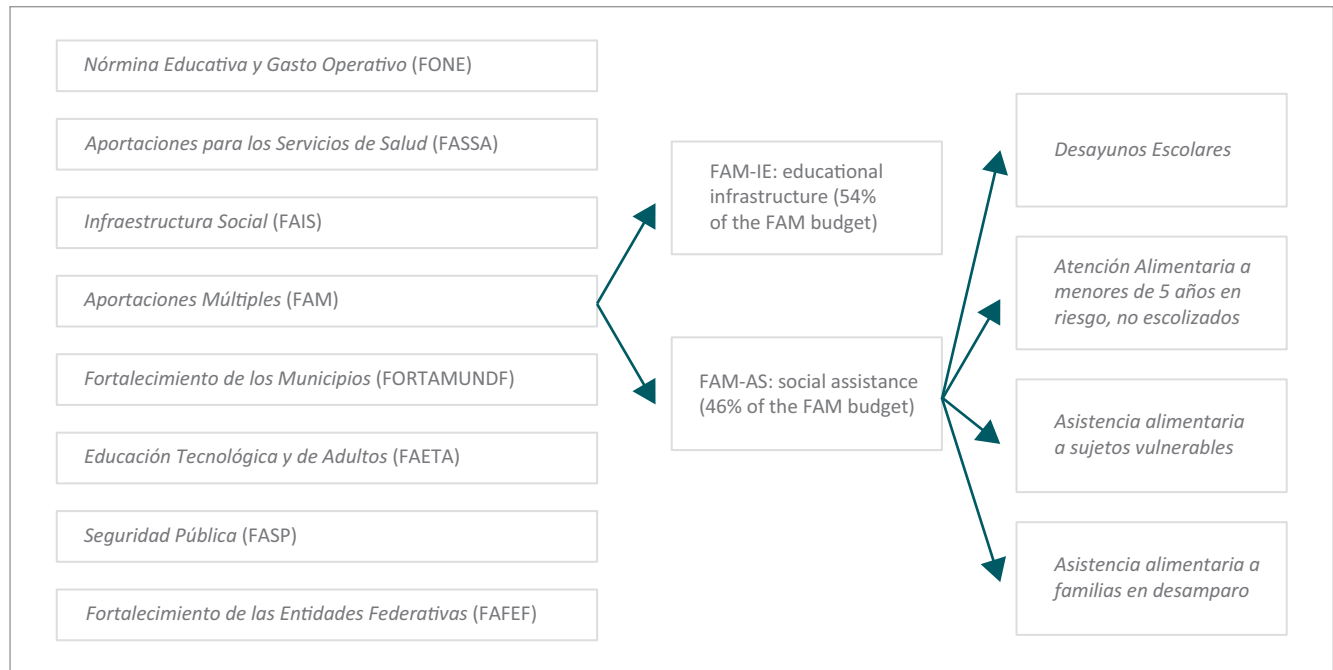 Nórmina Educativa y Gasto Operativo (FONE)
Aportaciones para los Servicios de Salud (FASSA)
Infraestructura Social (FAIS)
Aportaciones Múltiples (FAM)
Fortalecimiento de los Municipios (FORTAMUNDF)
Educación Tecnológica y de Adultos (FAETA)
Seguridad Pública (FASP)
Fortalecimiento de las Entidades Federativas (FAFEF)
FAM-IE: educational
infrastructure (54%
of the FAM budget)
FAM-AS: social assistance
(46% of the FAM budget)
Desayunos Escolares
Atención Alimentaria a
menores de 5 años en
riesgo, no escolizados
Asistencia alimentaria
a sujetos vulnerables
Asistencia alimentaria a
familias en desamparo